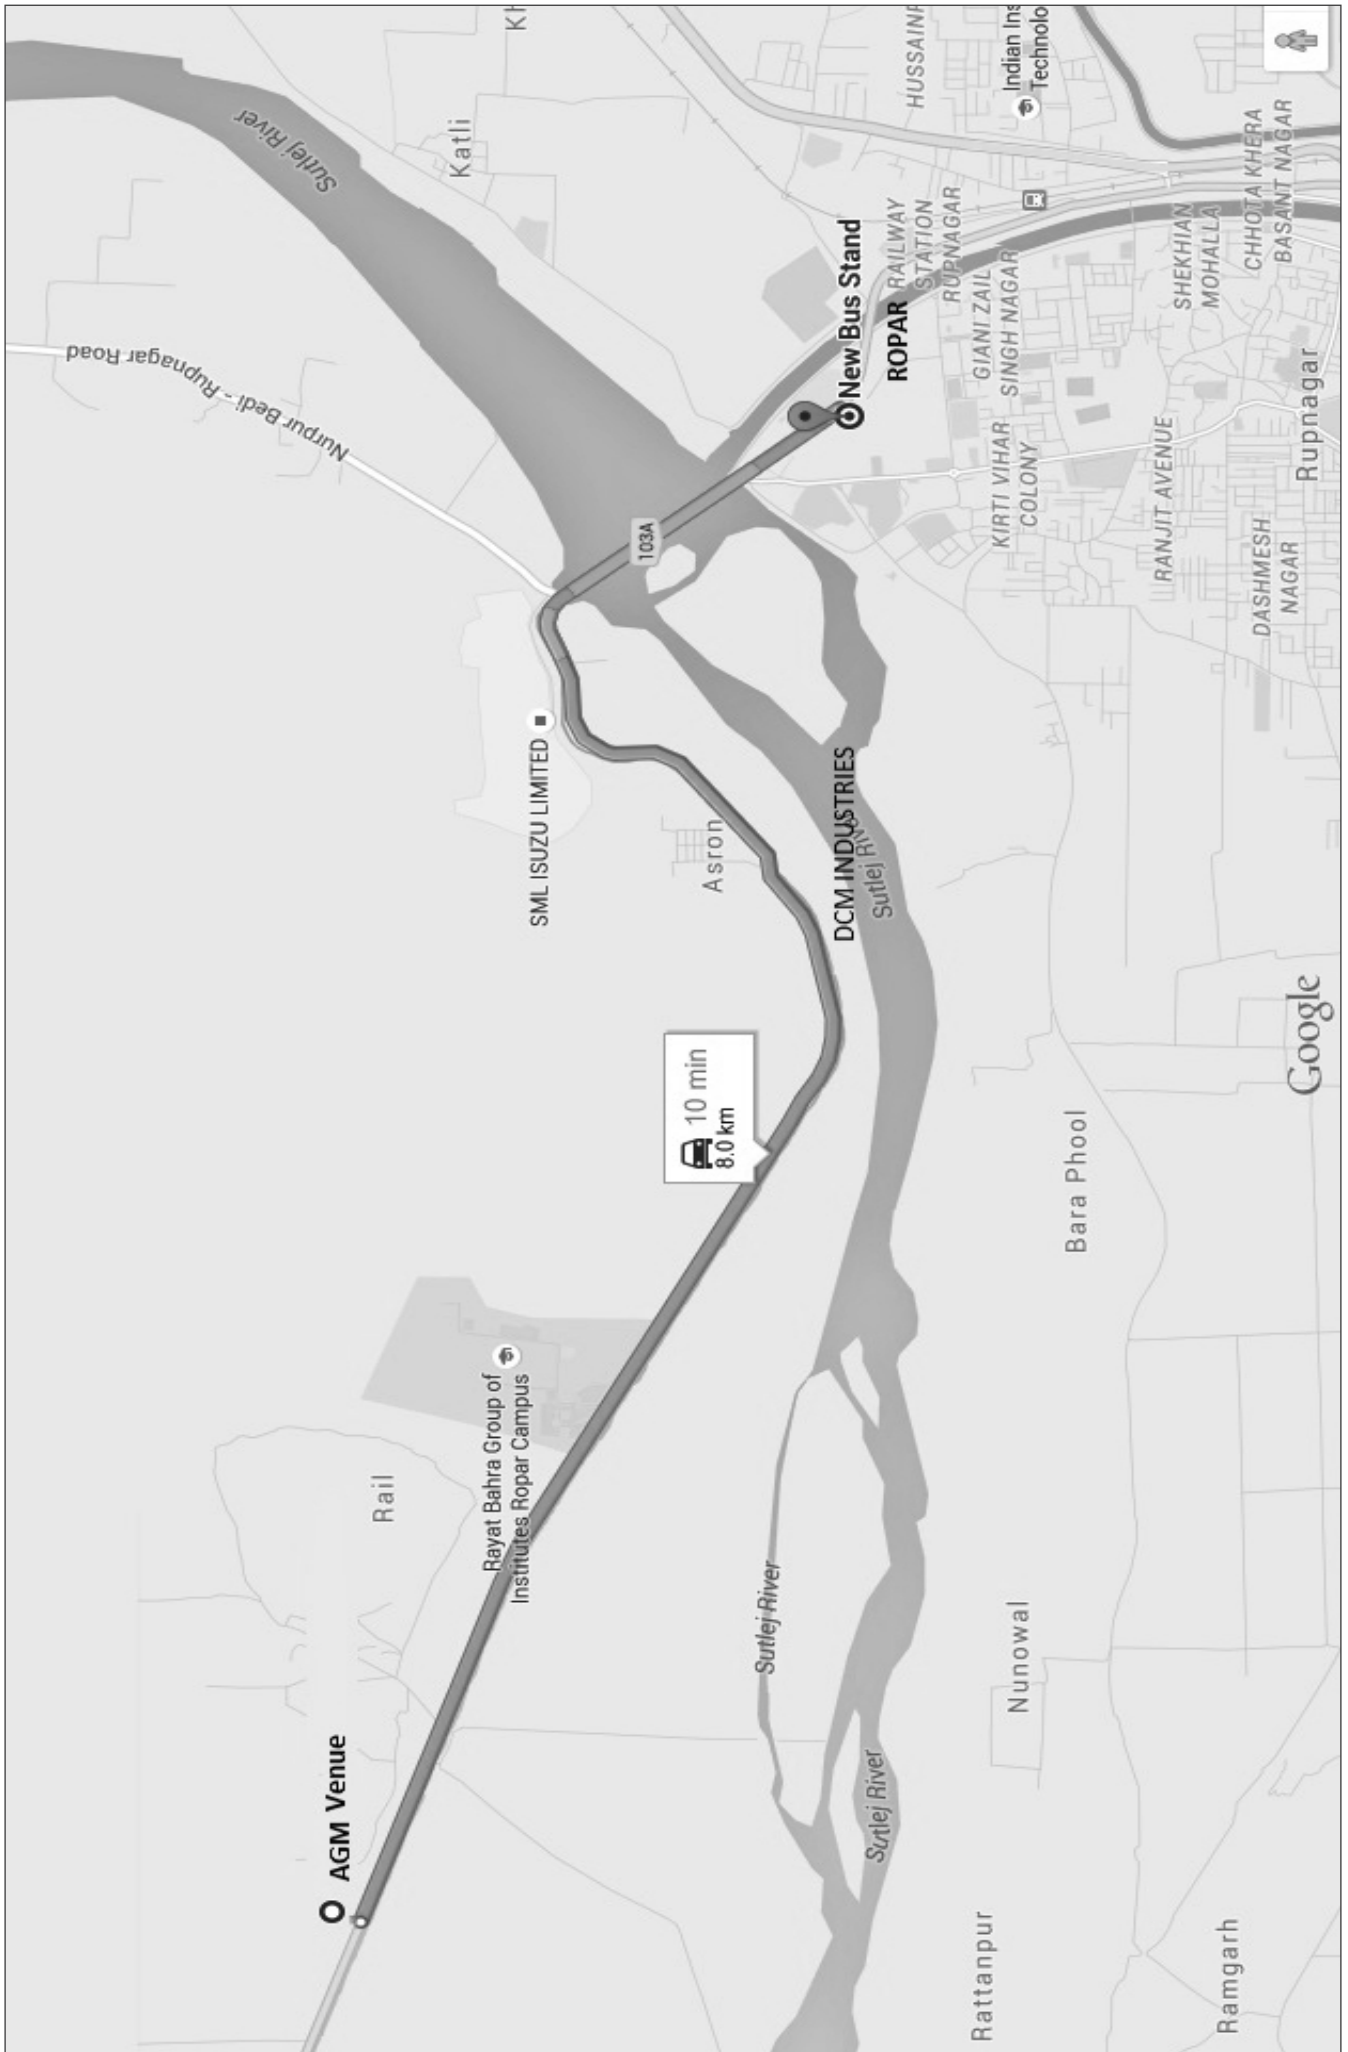 AGM Venue
Rail
Rayat Bahra Group of
Institutes Ropar Campus
10 min
8.0 km
SML ISUZU LIMITED
Asron
103A
Nurpur Bedi - Rupnagar Road
Sutlej River
Katli
Kh
New Bus Stand
ROPAR
RAILWAY
STATION
RUPNAGAR
HUSSAINP
Indian Ins
Technolo
GIANI ZAIL
SINGH NAGAR
SHEKHIAN
MOHALLA
CHHOTA KHERA
BASANT NAGAR
KIRTI VIHAR
COLONY
RANJIT AVENUE
Rupnagar
DASHMESH
NAGAR
DCM INDUSTRIES
Sutlej River
Sutlej River
Sutlej River
Bara Phool
Nunowal
Rattanpur
Ramgarh
Google